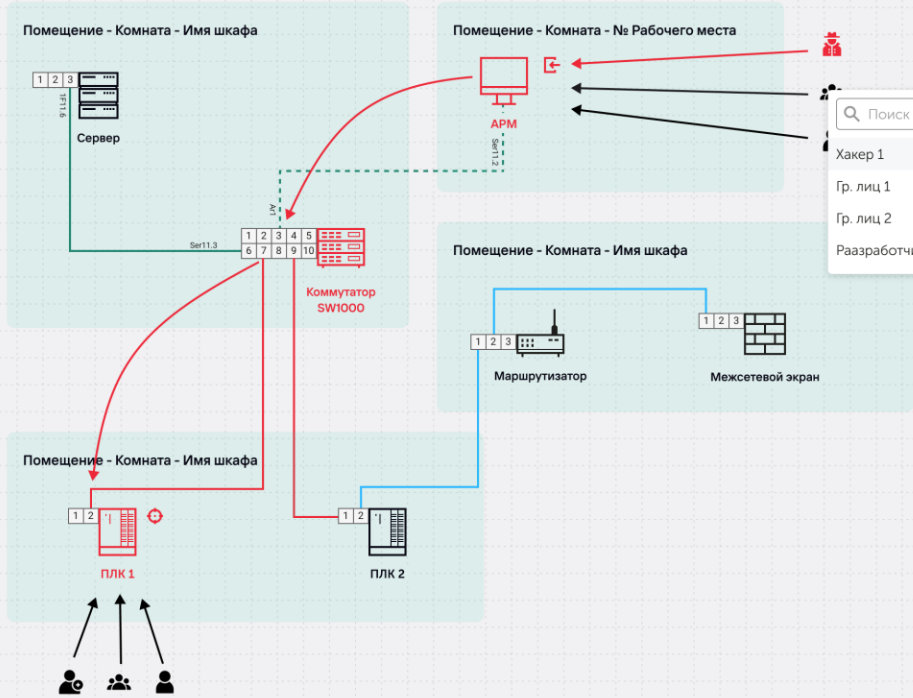 Помещение - Комната - Имя шкафа
Помещение - Комната - № Рабочего места
1 2 3
1F11.6
Сервер
АРМ
Ser11.2
Поиск
Хакер 1
Гр. лиц 1
Гр. лиц 2
Раазработчи
Ar1
Ser11.3
1 2 3 4 5
6 7 8 9 10
Коммутатор
SW1000
Помещение - Комната - Имя шкафа
1 2 3
Маршрутизатор
1 2 3
Межсетевой экран
Помещение - Комната - Имя шкафа
1 2
ПЛК 1
1 2
ПЛК 2